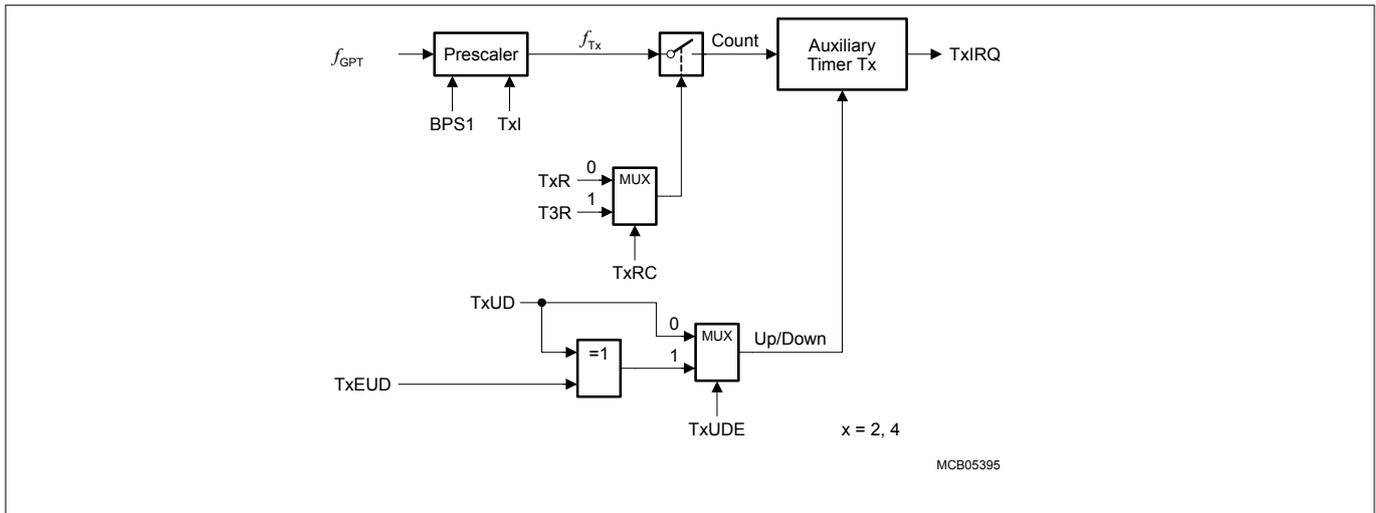 fGPT
Prescaler
fTx
Count
Auxiliary
Timer Tx
TxIRQ
BPS1
TxI
TxR
0
MUX
T3R
1
TxRC
TxUD
0
MUX
Up/Down
=1
1
TxEUD
TxUDE
x = 2, 4
MCB05395